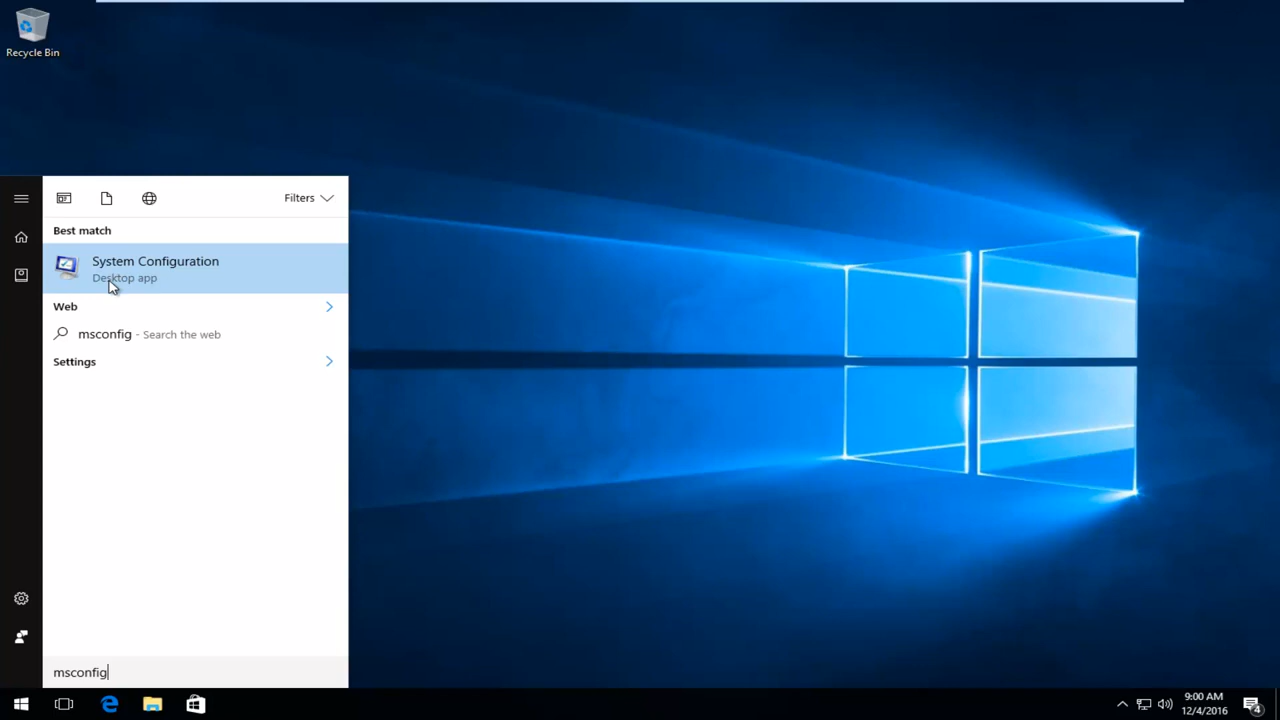 Recycle Bin
Filters
Best match
System Configuration
Desktop app
Web
msconfig - Search the web
Settings
msconfig
9:00 AM
12/4/2016
4